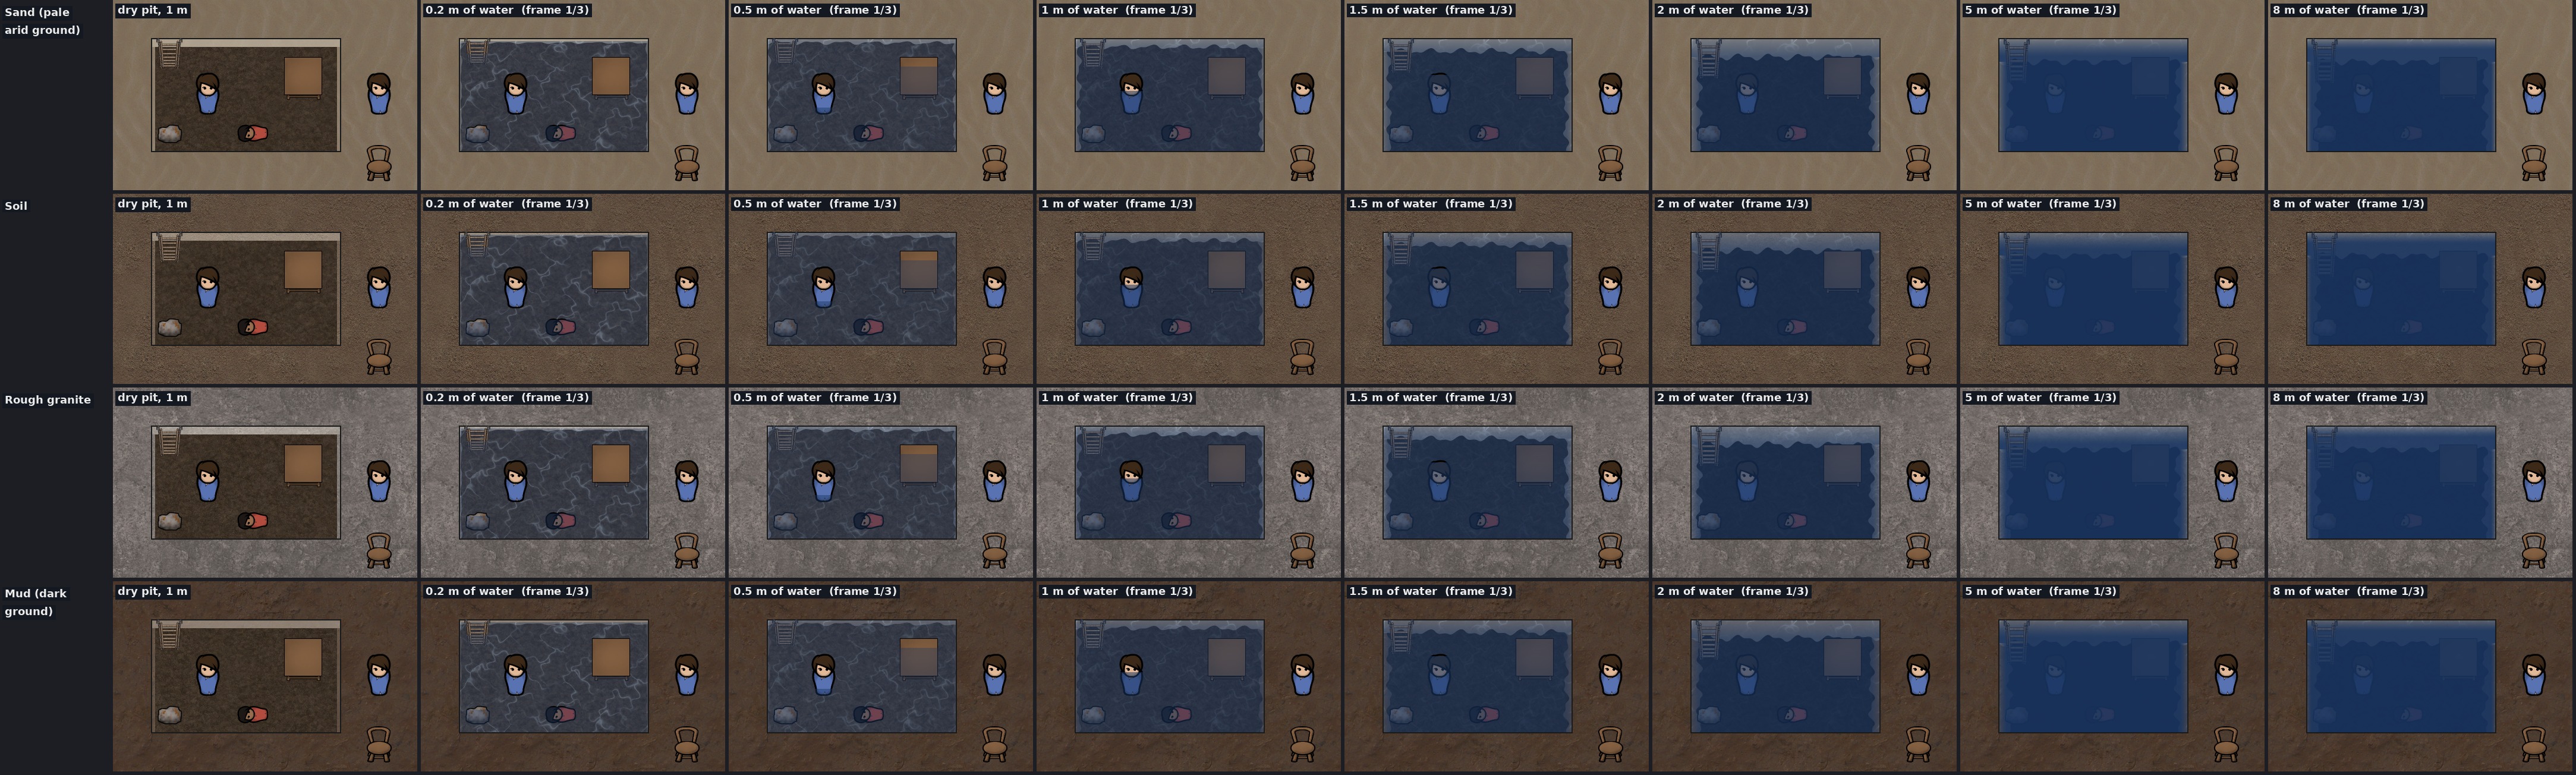 Sand (pale
arid ground)
dry pit, 1 m
0.2 m of water (frame 1/3)
0.5 m of water (frame 1/3)
1 m of water (frame 1/3)
1.5 m of water (frame 1/3)
2 m of water (frame 1/3)
5 m of water (frame 1/3)
8 m of water (frame 1/3)
Soil
dry pit, 1 m
0.2 m of water (frame 1/3)
0.5 m of water (frame 1/3)
1 m of water (frame 1/3)
1.5 m of water (frame 1/3)
2 m of water (frame 1/3)
5 m of water (frame 1/3)
8 m of water (frame 1/3)
Rough granite
dry pit, 1 m
0.2 m of water (frame 1/3)
0.5 m of water (frame 1/3)
1 m of water (frame 1/3)
1.5 m of water (frame 1/3)
2 m of water (frame 1/3)
5 m of water (frame 1/3)
8 m of water (frame 1/3)
Mud (dark
ground)
dry pit, 1 m
0.2 m of water (frame 1/3)
0.5 m of water (frame 1/3)
1 m of water (frame 1/3)
1.5 m of water (frame 1/3)
2 m of water (frame 1/3)
5 m of water (frame 1/3)
8 m of water (frame 1/3)